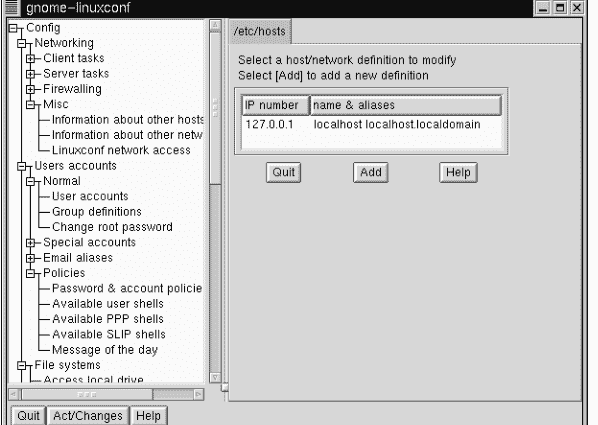 gnome-linuxconf
Config
Networking
Client tasks
Server tasks
Firewalling
Misc
Information about other hosts
Information about other netw
Linuxconf network access
Users accounts
Normal
User accounts
Group definitions
Change root password
Special accounts
Email aliases
Policies
Password & account policie
Available user shells
Available PPP shells
Available SLIP shells
Message of the day
File systems
Access local drive
/etc/hosts
Select a host/network definition to modify
Select [Add] to add a new definition
IP number name & aliases
127.0.0.1 localhost localhost.localdomain
Quit Add Help
Quit Act/Changes Help